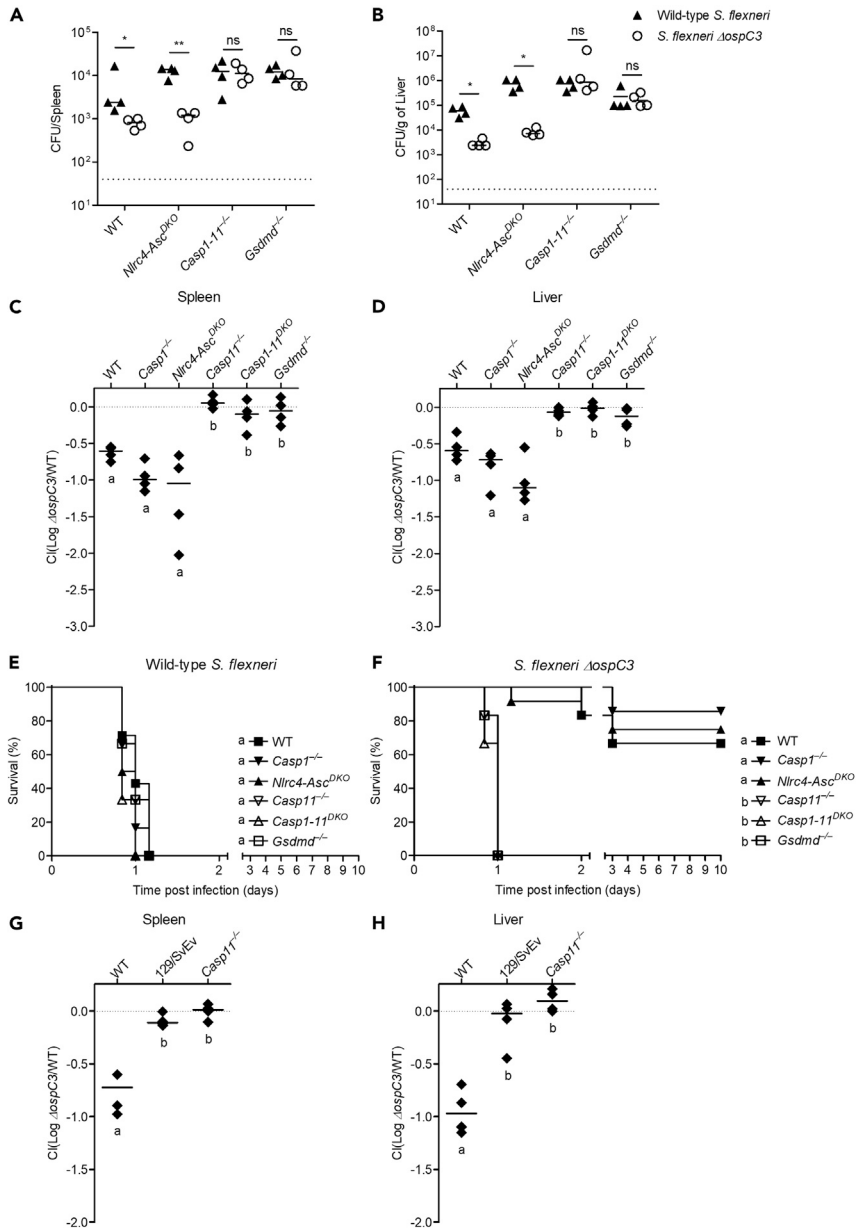 A
B
▲ Wild-type S. flexneri
○ S. flexneri ΔospC3
CFU/Spleen
10⁵
10⁴
10³
10²
10¹
* ** ns ns
WT
Nlrc4-Asc^DKO
Casp1-11⁻/⁻
Gsdmd⁻/⁻
CFU/g of Liver
10⁸
10⁷
10⁶
10⁵
10⁴
10³
10²
10¹
* * ns ns
WT
Nlrc4-Asc^DKO
Casp1-11⁻/⁻
Gsdmd⁻/⁻
C
Spleen
WT
Casp1⁻/⁻
Nlrc4-Asc^DKO
Casp11⁻/⁻
Casp1-11^DKO
Gsdmd⁻/⁻
CI(Log ΔospC3/WT)
0.0
-0.5
-1.0
-1.5
-2.0
-2.5
-3.0
a a a b b b
D
Liver
WT
Casp1⁻/⁻
Nlrc4-Asc^DKO
Casp11⁻/⁻
Casp1-11^DKO
Gsdmd⁻/⁻
CI(Log ΔospC3/WT)
0.0
-0.5
-1.0
-1.5
-2.0
-2.5
-3.0
a a a b b b
E
Wild-type S. flexneri
Survival (%)
100
80
60
40
20
0
0 1 2 3 4 5 6 7 8 9 10
Time post infection (days)
a WT
a Casp1⁻/⁻
a Nlrc4-Asc^DKO
a Casp11⁻/⁻
a Casp1-11^DKO
a Gsdmd⁻/⁻
F
S. flexneri ΔospC3
Survival (%)
100
80
60
40
20
0
0 1 2 3 4 5 6 7 8 9 10
Time post infection (days)
a WT
a Casp1⁻/⁻
a Nlrc4-Asc^DKO
b Casp11⁻/⁻
b Casp1-11^DKO
b Gsdmd⁻/⁻
G
Spleen
WT
129/SvEv
Casp11⁻/⁻
CI(Log ΔospC3/WT)
0.0
-0.5
-1.0
-1.5
-2.0
a b b
H
Liver
WT
129/SvEv
Casp11⁻/⁻
CI(Log ΔospC3/WT)
0.0
-0.5
-1.0
-1.5
-2.0
a b b